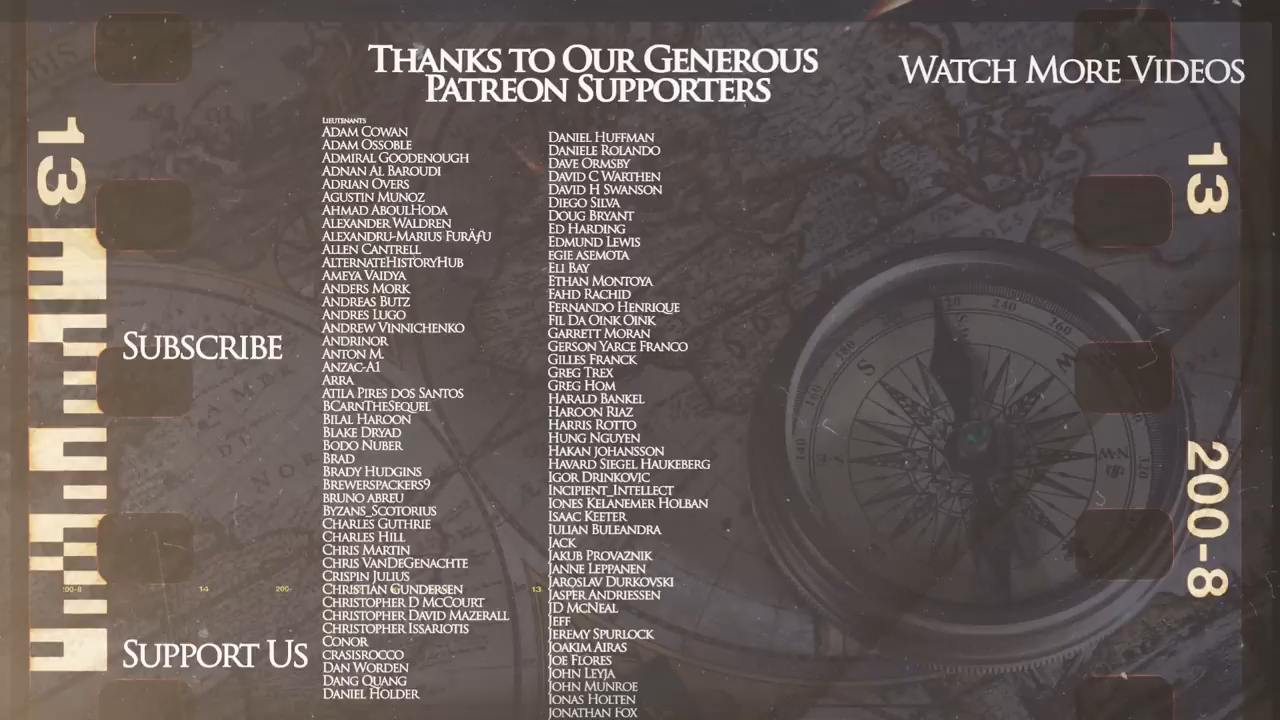 Thanks to Our Generous
Patreon Supporters
Watch More Videos
Lieutenants
Adam Cowan
Adam Ossoble
Admiral Goodenough
Adnan Al Baroudi
Adrian Overs
Agustin Munoz
Ahmad AboulHoda
Alexander Waldren
Alexandru-Marius FurÄƒu
Allen Cantrell
AlternateHistoryHub
Ameya Vaidya
Anders Mork
Andreas Butz
Andres Lugo
Andrew Vinnichenko
Andrinor
Anton M.
Anzac-A1
Arra
Atila Pires dos Santos
BCarnTheSequel
Bilal Haroon
Blake Dryad
Bodo Nuber
Brad
Brady Hudgins
Brewerspackers9
bruno abreu
Byzans_Scotorius
Charles Guthrie
Charles Hill
Chris Martin
Chris VanDeGenachte
Crispin Julius
Christian Gundersen
Christopher D McCourt
Christopher David Mazerall
Christopher Issariotis
Conor
crasisrocco
Dan Worden
Dang Quang
Daniel Holder
Daniel Huffman
Daniele Rolando
Dave Ormsby
David C Warthen
David H Swanson
Diego Silva
Doug Bryant
Ed Harding
Edmund Lewis
egie asemota
Eli Bay
Ethan Montoya
Fahd Rachid
Fernando Henrique
Fil Da Oink Oink
Garrett Moran
Gerson Yarce Franco
Gilles Franck
Greg Trex
Greg Hom
Harald Bankel
Haroon Riaz
Harris Rotto
Hung Nguyen
Hakan Johansson
Havard Siegel Haukeberg
Igor Drinkovic
Incipient_Intellect
Iones Kelanemer Holban
Isaac Keeter
Iulian Buleandra
Jack
Jakub Provaznik
Janne Leppanen
Jaroslav Durkovski
Jasper Andriessen
JD McNeal
Jeff
Jeremy Spurlock
Joakim Airas
Joe Flores
John Leyja
John Munroe
Jonas Holten
Jonathan Fox
Subscribe
Support Us
13
13
200-8
14
200-
13